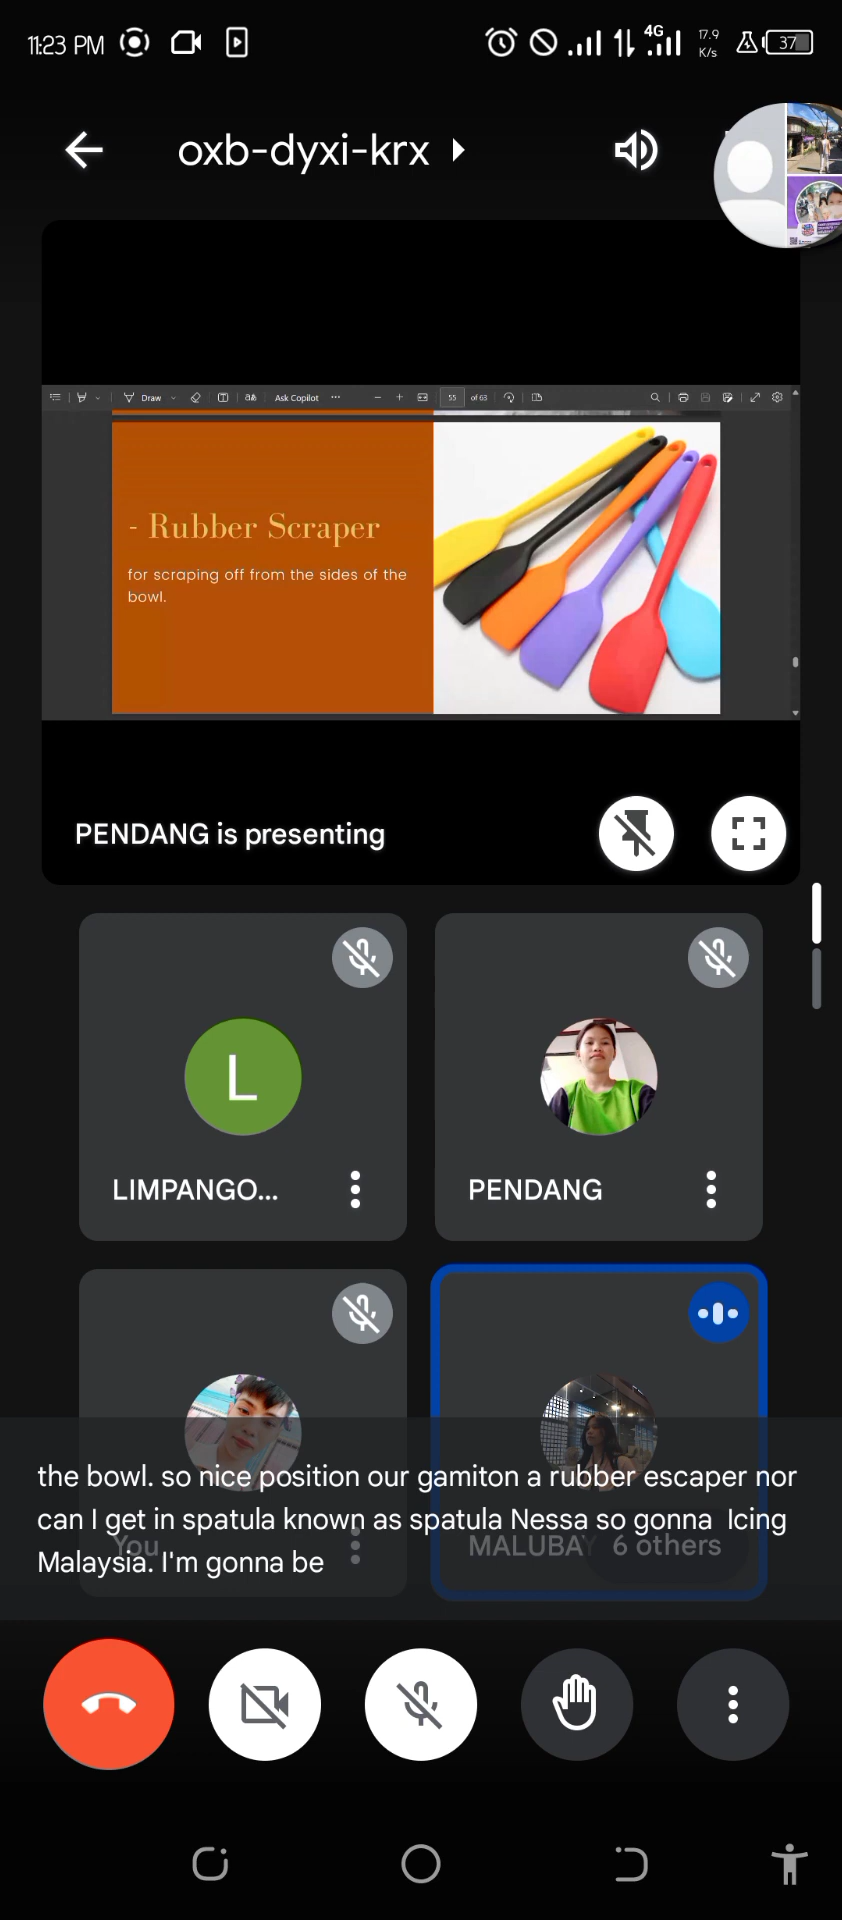 11:23 PM 4G 17.9 K/s 37
oxb-dyxi-krx
Draw Ask Copilot 55 of 63
- Rubber Scraper
for scraping off from the sides of the
bowl.
PENDANG is presenting
L
LIMPANGO... PENDANG
the bowl. so nice position our gamiton a rubber escaper nor
can I get in spatula known as spatula Nessa so gonna Icing
Malaysia. I'm gonna be
You MALUBAY 6 others